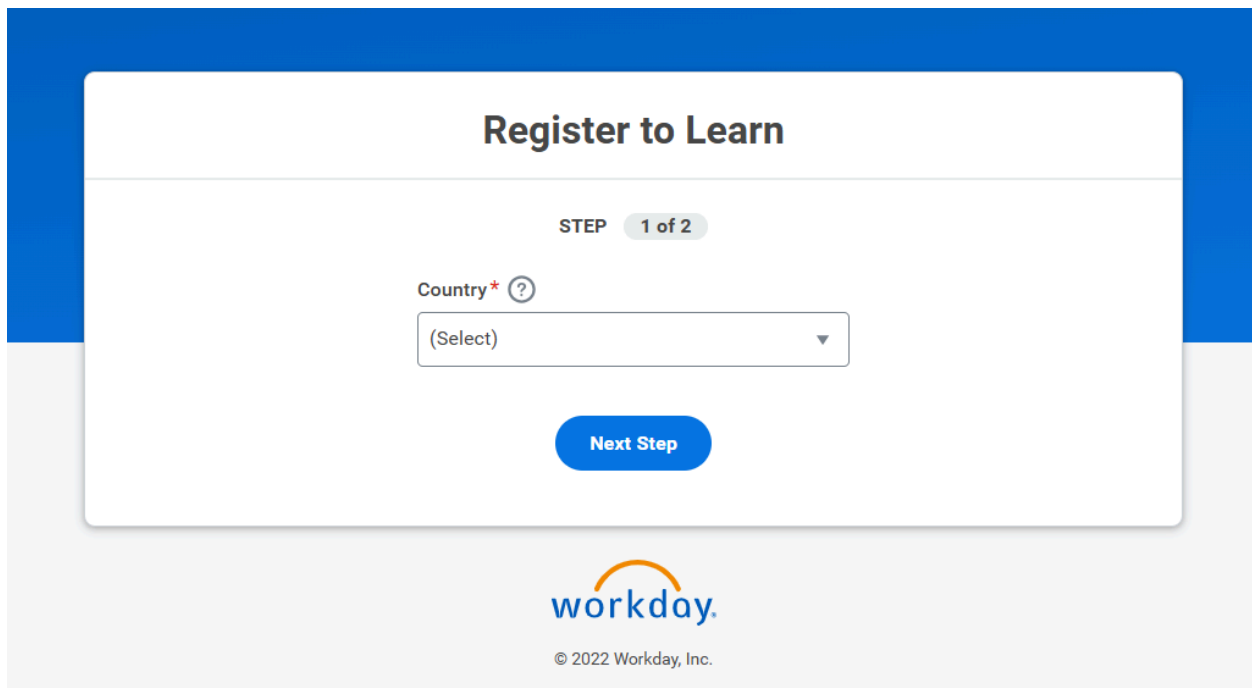 Register to Learn
STEP 1 of 2
Country* ?
(Select)
Next Step
workday.
© 2022 Workday, Inc.